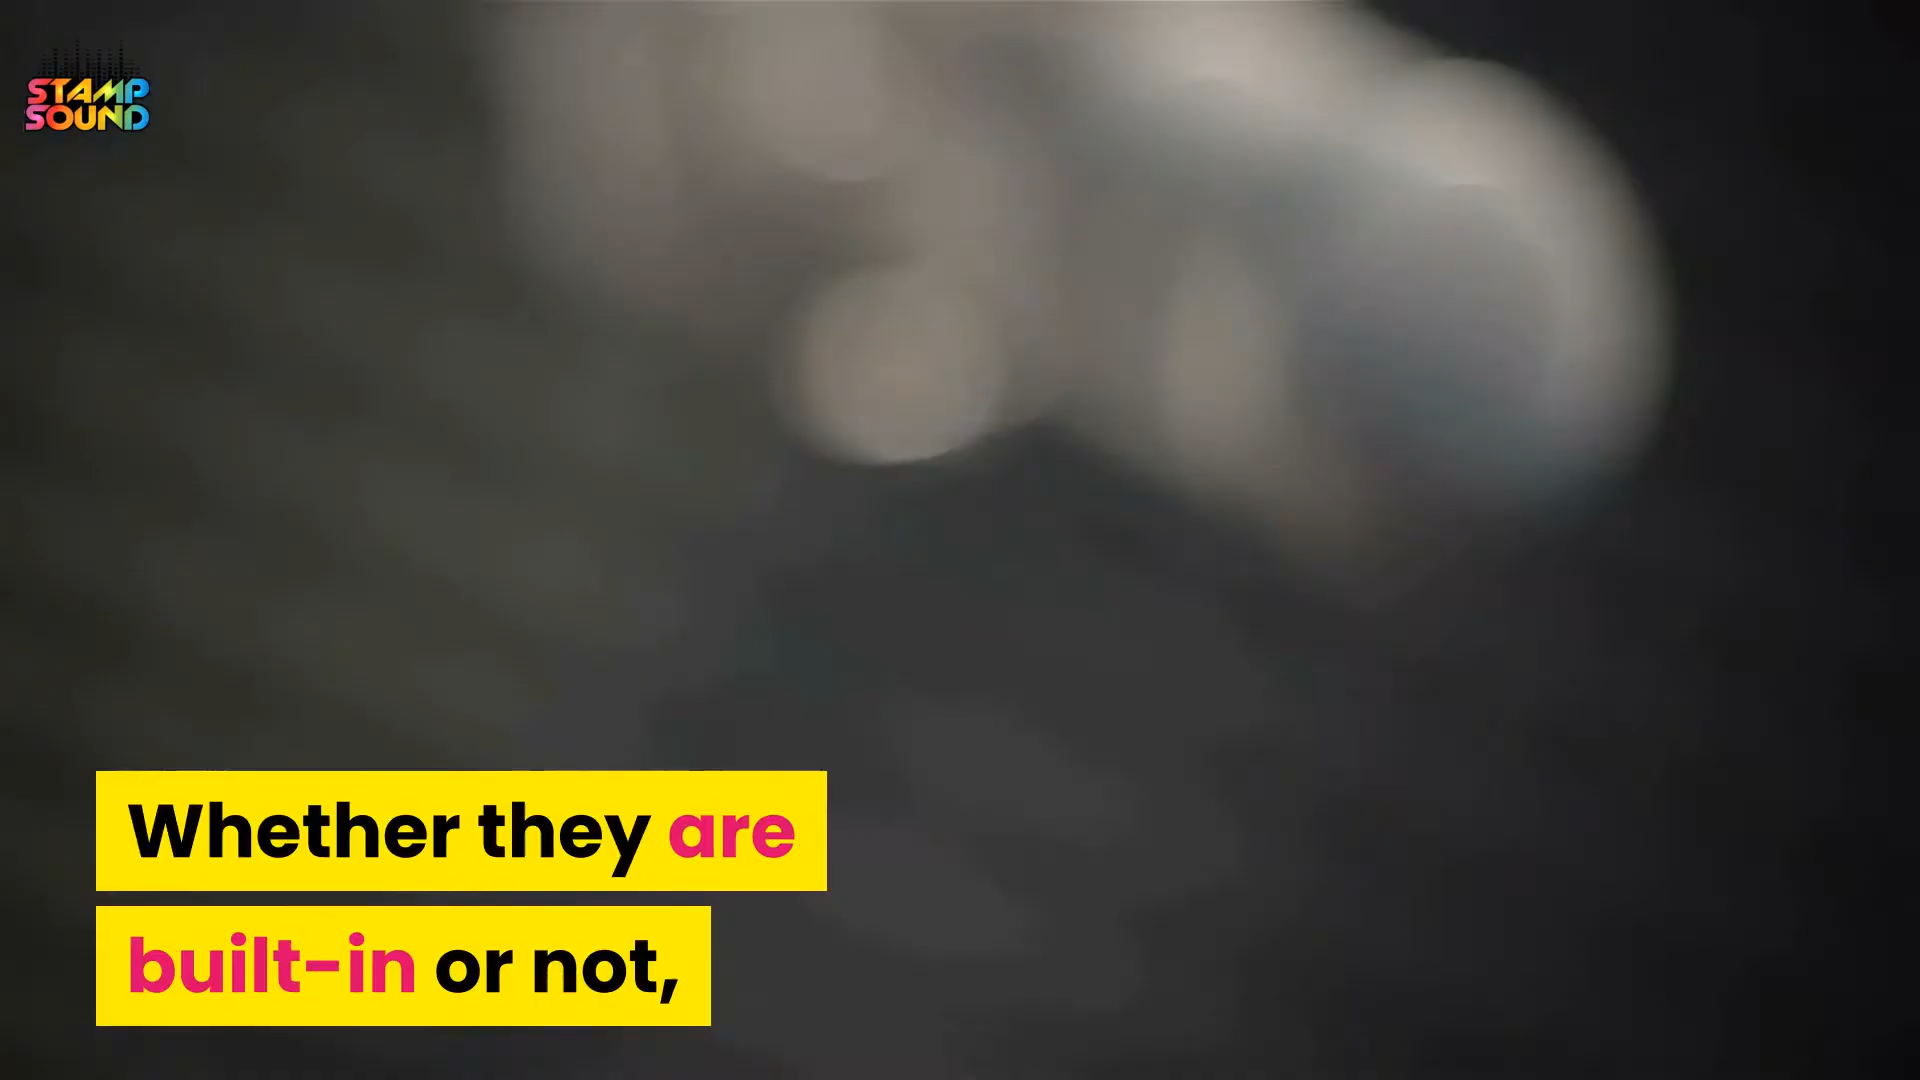 STAMP
SOUND
Whether they are
built-in or not,